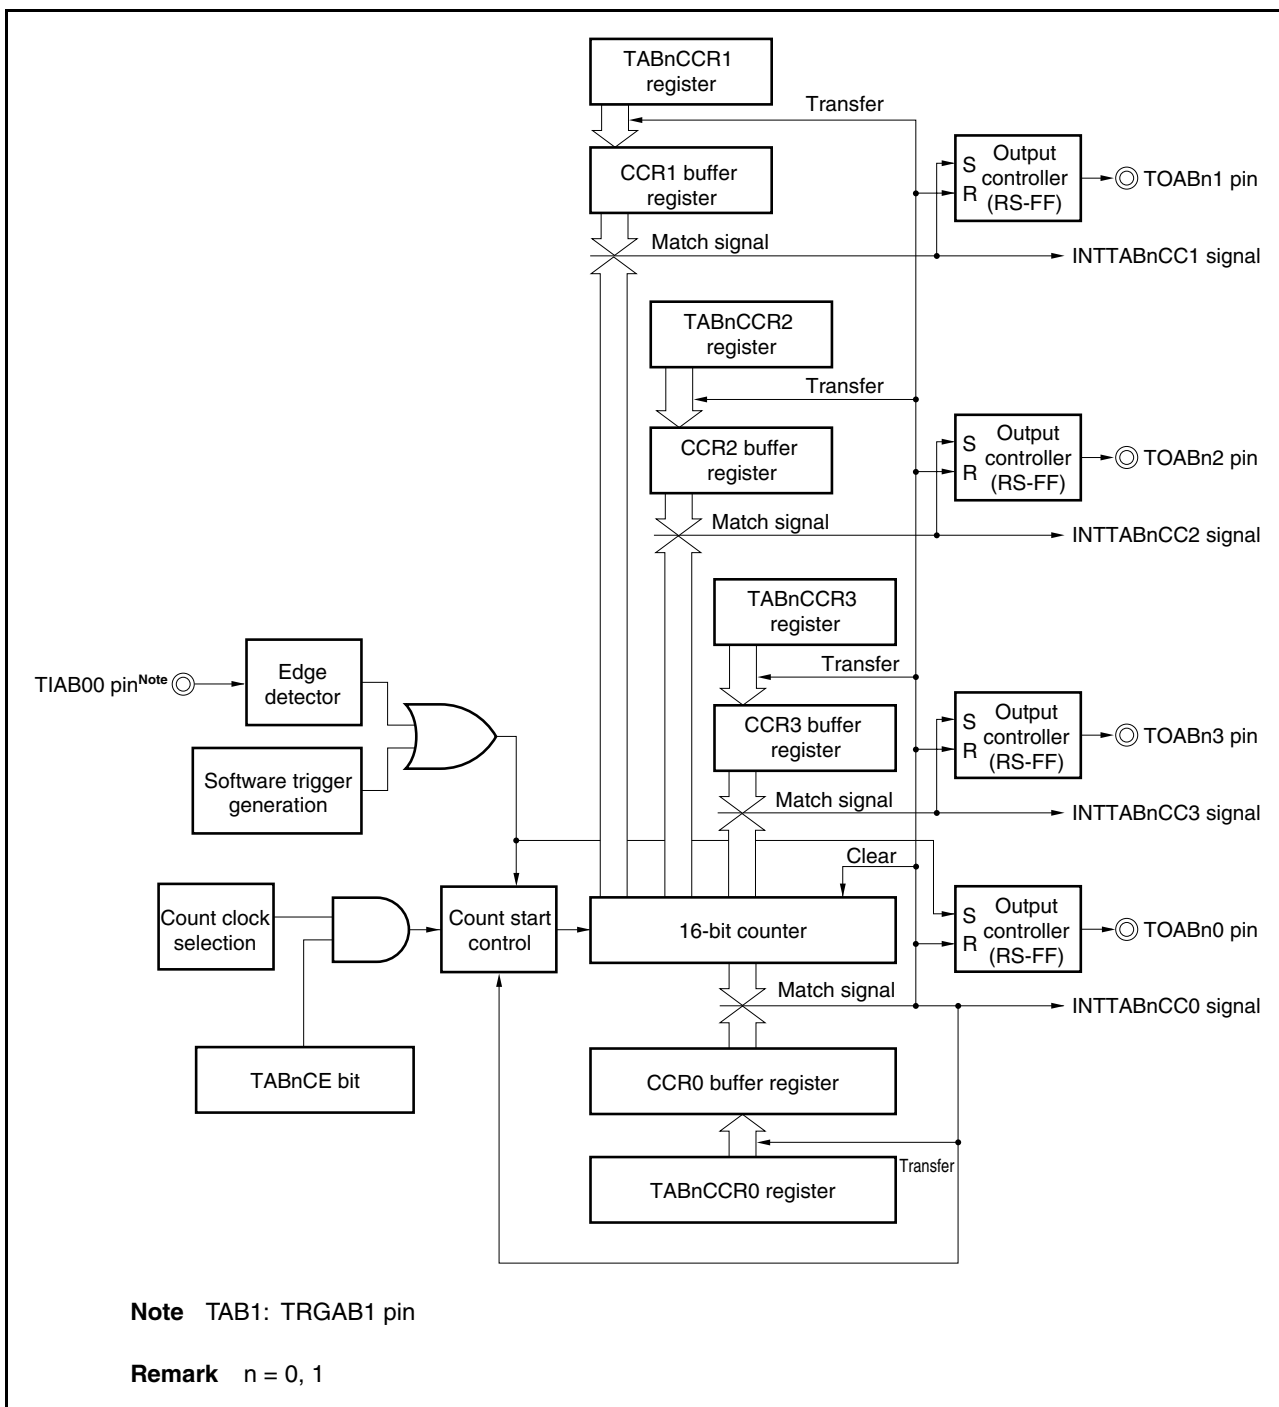 TABnCCR1
register
Transfer
CCR1 buffer
register
S
R
Output
controller
(RS-FF)
TOABn1 pin
Match signal
INTTABnCC1 signal
TABnCCR2
register
Transfer
CCR2 buffer
register
S
R
Output
controller
(RS-FF)
TOABn2 pin
Match signal
INTTABnCC2 signal
TABnCCR3
register
Transfer
TIAB00 pinNote
Edge
detector
CCR3 buffer
register
S
R
Output
controller
(RS-FF)
TOABn3 pin
Software trigger
generation
Match signal
INTTABnCC3 signal
Clear
Count clock
selection
Count start
control
16-bit counter
S
R
Output
controller
(RS-FF)
TOABn0 pin
Match signal
INTTABnCC0 signal
TABnCE bit
CCR0 buffer register
Transfer
TABnCCR0 register
Note TAB1: TRGAB1 pin
Remark n = 0, 1